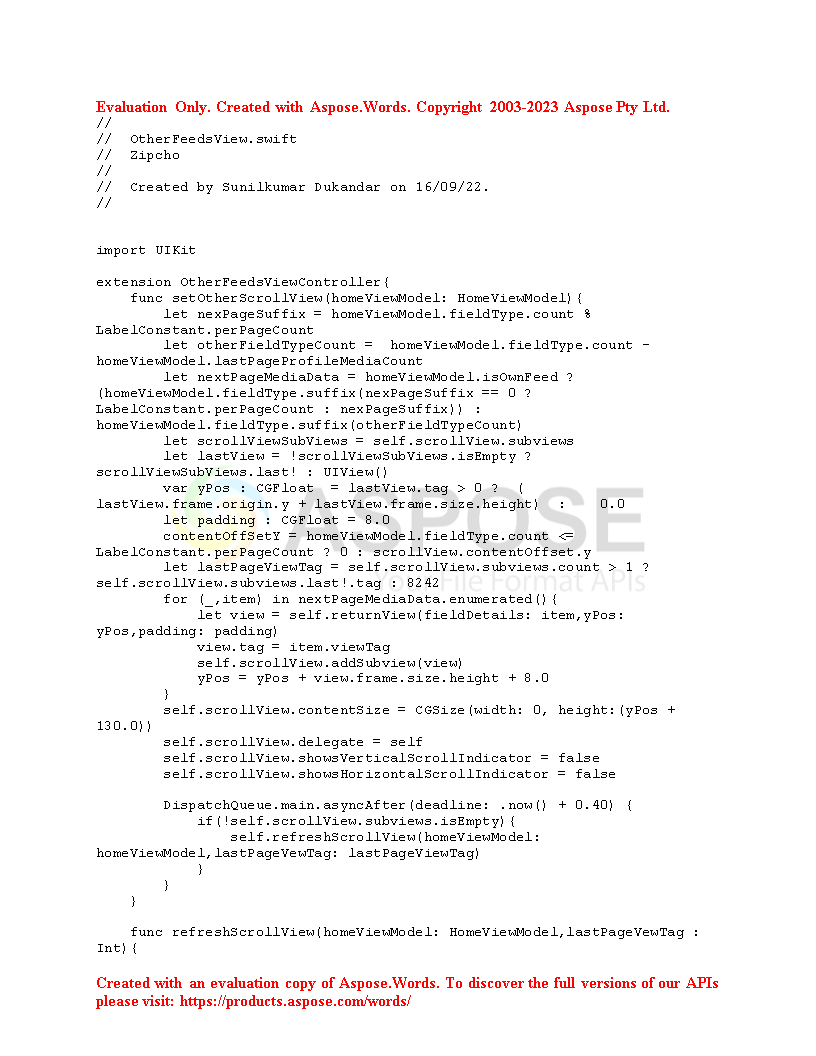 Evaluation Only. Created with Aspose.Words. Copyright 2003-2023 Aspose Pty Ltd.
//
//  OtherFeedsView.swift
//  Zipcho
//
//  Created by Sunilkumar Dukandar on 16/09/22.
//
import UIKit
extension OtherFeedsViewController{
    func setOtherScrollView(homeViewModel: HomeViewModel){
        let nexPageSuffix = homeViewModel.fieldType.count %
LabelConstant.perPageCount
        let otherFieldTypeCount =  homeViewModel.fieldType.count -
homeViewModel.lastPageProfileMediaCount
        let nextPageMediaData = homeViewModel.isOwnFeed ?
(homeViewModel.fieldType.suffix(nexPageSuffix == 0 ?
LabelConstant.perPageCount : nexPageSuffix)) :
homeViewModel.fieldType.suffix(otherFieldTypeCount)
        let scrollViewSubViews = self.scrollView.subviews
        let lastView = !scrollViewSubViews.isEmpty ?
scrollViewSubViews.last! : UIView()
        var yPos : CGFloat  = lastView.tag > 0 ?  (
lastView.frame.origin.y + lastView.frame.size.height)  :    0.0
        let padding : CGFloat = 8.0
        contentOffSetY = homeViewModel.fieldType.count <=
LabelConstant.perPageCount ? 0 : scrollView.contentOffset.y
        let lastPageViewTag = self.scrollView.subviews.count > 1 ?
self.scrollView.subviews.last!.tag : 8242
        for (_,item) in nextPageMediaData.enumerated(){
            let view = self.returnView(fieldDetails: item,yPos:
yPos,padding: padding)
            view.tag = item.viewTag
            self.scrollView.addSubview(view)
            yPos = yPos + view.frame.size.height + 8.0
        }
        self.scrollView.contentSize = CGSize(width: 0, height:(yPos +
130.0))
        self.scrollView.delegate = self
        self.scrollView.showsVerticalScrollIndicator = false
        self.scrollView.showsHorizontalScrollIndicator = false
        DispatchQueue.main.asyncAfter(deadline: .now() + 0.40) {
            if(!self.scrollView.subviews.isEmpty){
                self.refreshScrollView(homeViewModel:
homeViewModel,lastPageVewTag: lastPageViewTag)
            }
        }
    }
    func refreshScrollView(homeViewModel: HomeViewModel,lastPageVewTag :
Int){
ASPOSE
Your File Format APIs
Created with an evaluation copy of Aspose.Words. To discover the full versions of our APIs
please visit: https://products.aspose.com/words/